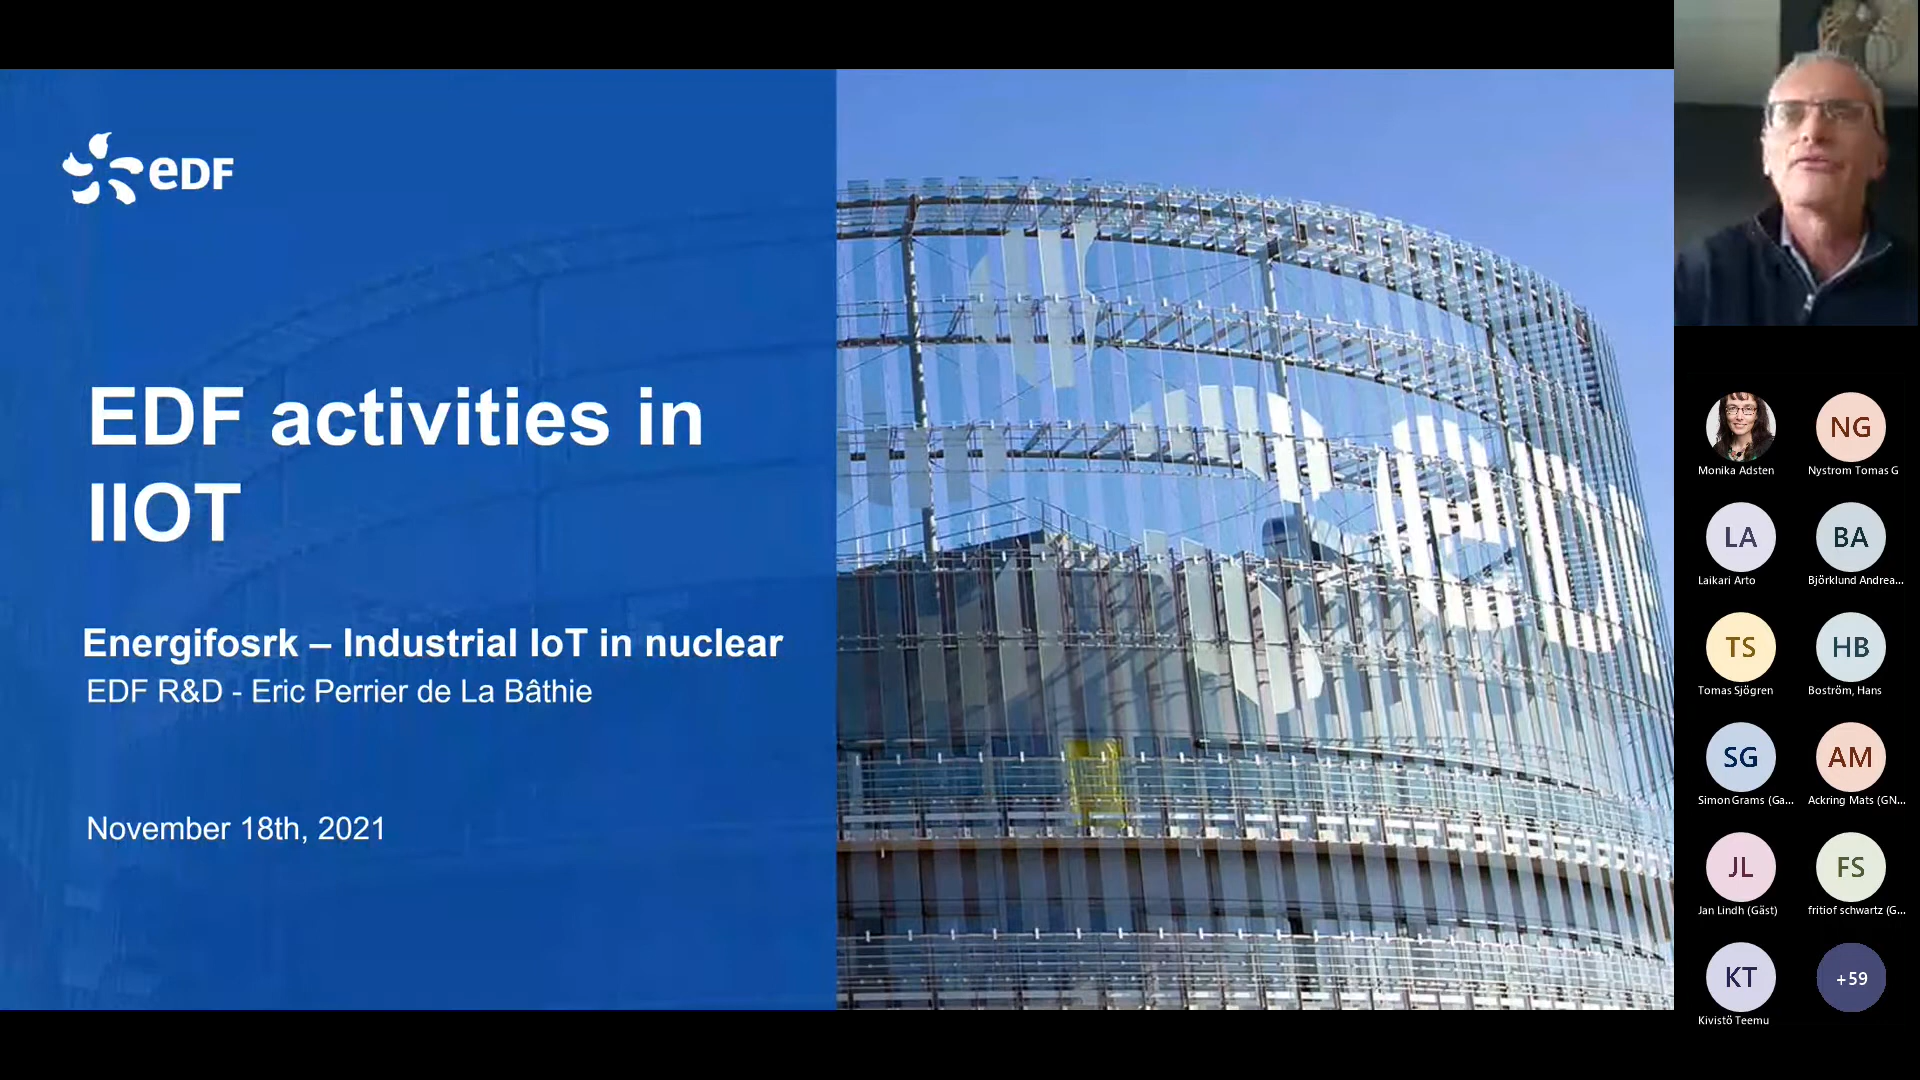 eDF
EDF activities in
IIOT
Energifosrk – Industrial IoT in nuclear
EDF R&D - Eric Perrier de La Bâthie
November 18th, 2021
eD
Monika Adsten
NG
Nystrom Tomas G
LA
Laikari Arto
BA
Björklund Andrea...
TS
Tomas Sjögren
HB
Boström, Hans
SG
Simon Grams (Ga...
AM
Ackring Mats (GN...
JL
Jan Lindh (Gäst)
FS
fritiof schwartz (G...
KT
Kivistö Teemu
+59